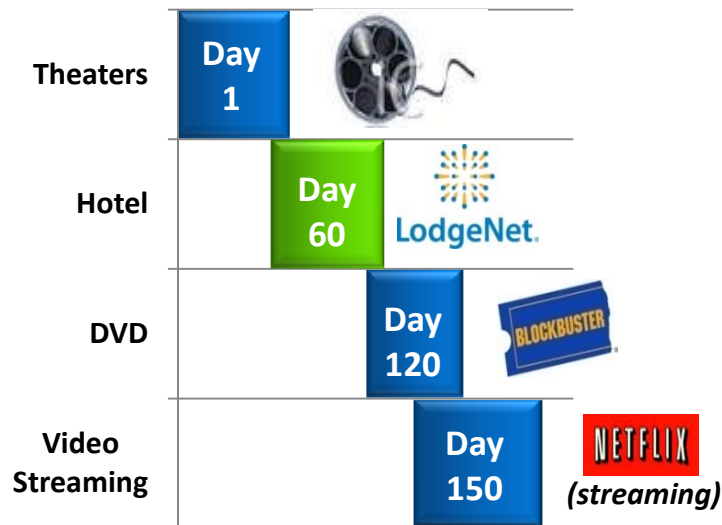 Theaters
Day
1
Hotel
Day
60
LodgeNet®
DVD
Day
120
BLOCKBUSTER®
Video
Streaming
Day
150
NETFLIX
(streaming)